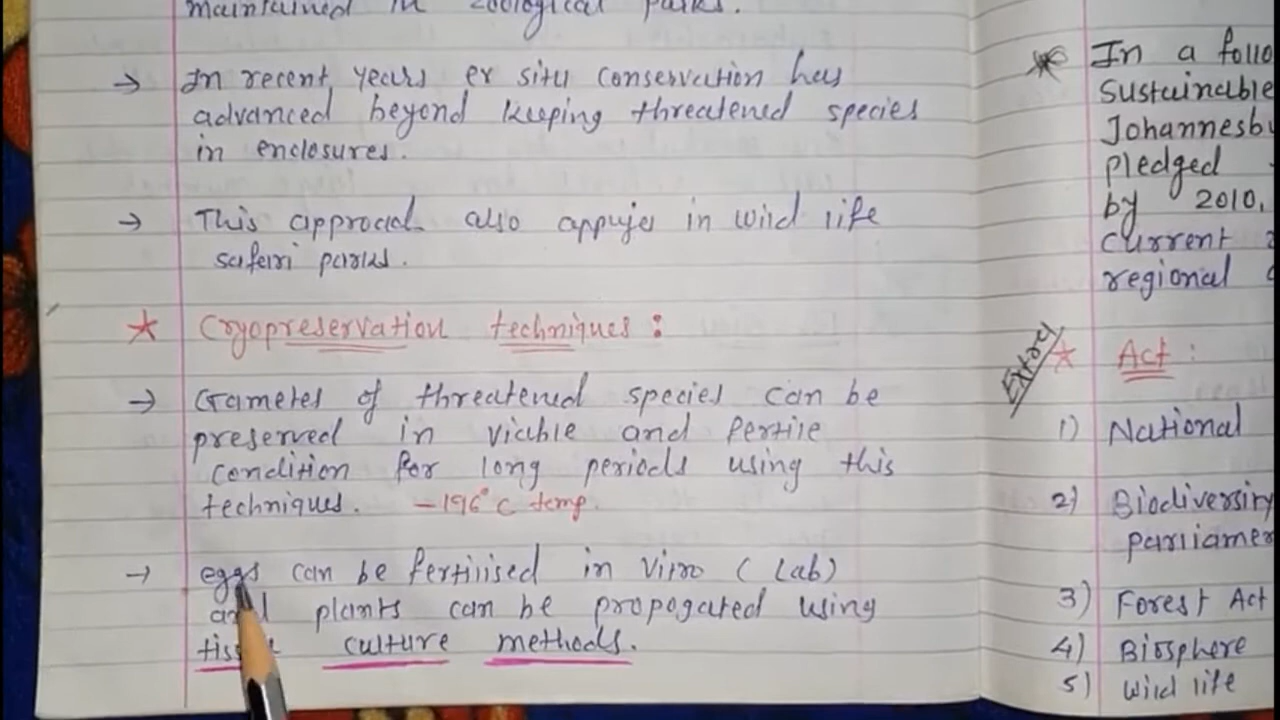 maintained in zoological parks.
→ In recent years ex situ conservation has
advanced beyond keeping threatened species
in enclosures.
→ This approcal also appujes in wild life
safari parks.
★ Cryopreservation techniques :
→ Gametes of threatened species can be
preserved in viable and fertile
condition for long periods using this
techniques. -196°c temp.
→ eggs can be fertilised in vitro ( Lab)
and plants can be propogated using
tissue culture methods.
★ In a follo
Sustainable
Johannesbu
pledged
by 2010,
current
regional
Extra
★ Act :
1) National
2) Biodiversity
parliamen
3) Forest Act
4) Biosphere
5) wild life